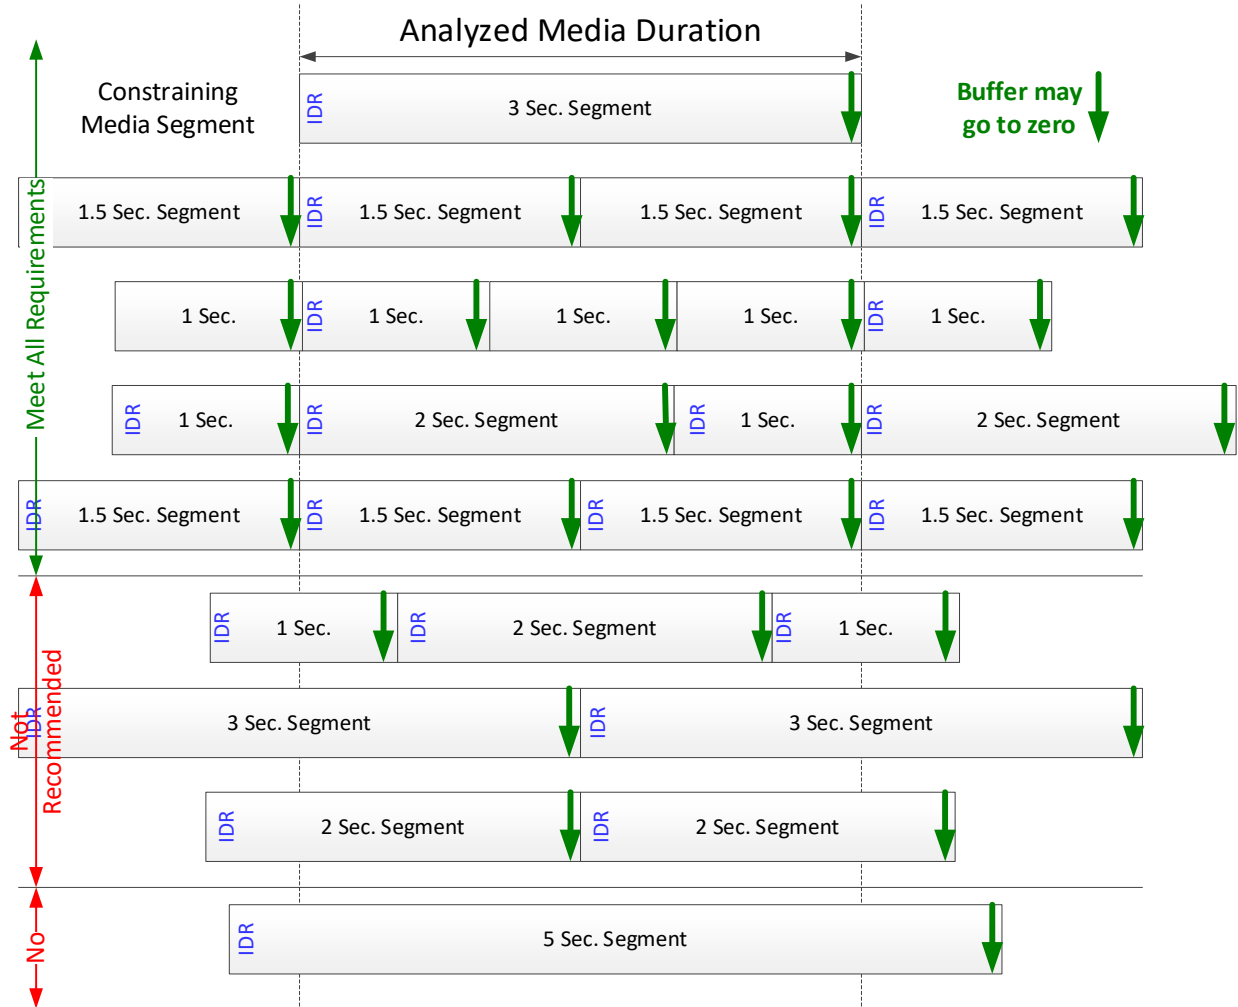 Analyzed Media Duration
Constraining
Media Segment
IDR
3 Sec. Segment
Buffer may
go to zero
Meet All Requirements
1.5 Sec. Segment
IDR
1.5 Sec. Segment
1.5 Sec. Segment
IDR
1.5 Sec. Segment
1 Sec.
IDR
1 Sec.
1 Sec.
1 Sec.
IDR
1 Sec.
IDR
1 Sec.
IDR
2 Sec. Segment
IDR
1 Sec.
IDR
2 Sec. Segment
IDR
1.5 Sec. Segment
IDR
1.5 Sec. Segment
IDR
1.5 Sec. Segment
IDR
1.5 Sec. Segment
Not
Recommended
IDR
1 Sec.
IDR
2 Sec. Segment
IDR
1 Sec.
IDR
3 Sec. Segment
IDR
3 Sec. Segment
IDR
2 Sec. Segment
IDR
2 Sec. Segment
No
IDR
5 Sec. Segment